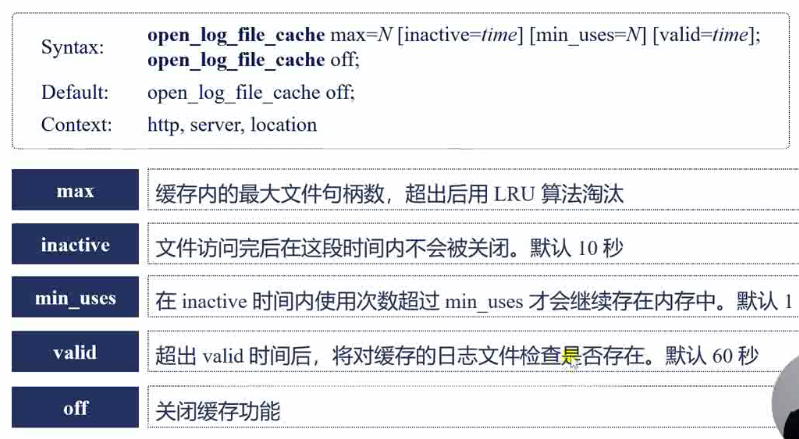 Syntax: open_log_file_cache max=N [inactive=time] [min_uses=N] [valid=time];
open_log_file_cache off;
Default: open_log_file_cache off;
Context: http, server, location
max 缓存内的最大文件句柄数，超出后用 LRU 算法淘汰
inactive 文件访问完后在这段时间内不会被关闭。默认 10 秒
min_uses 在 inactive 时间内使用次数超过 min_uses 才会继续存在内存中。默认 1
valid 超出 valid 时间后，将对缓存的日志文件检查是否存在。默认 60 秒
off 关闭缓存功能